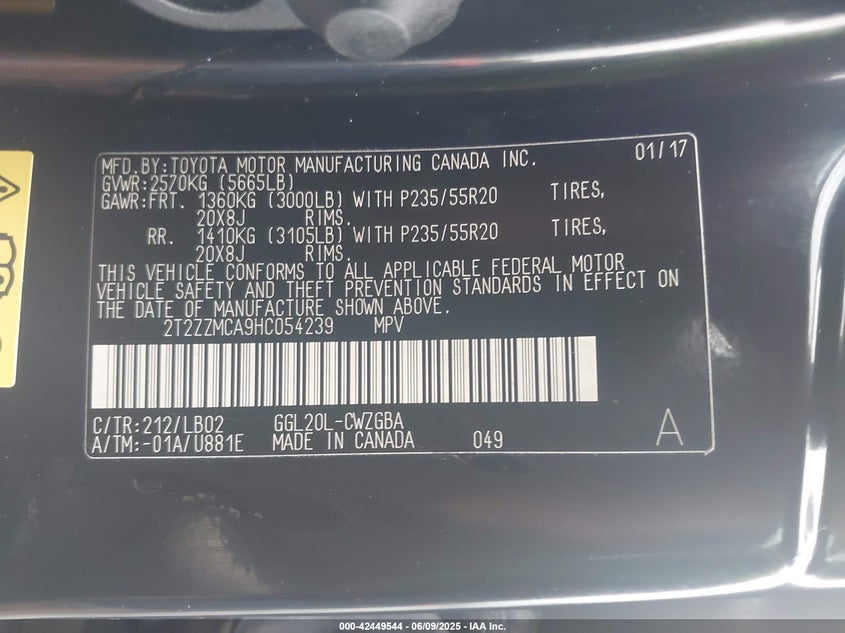 MFD.BY:TOYOTA MOTOR MANUFACTURING CANADA INC. 01/17
GVWR:2570KG (5665LB)
GAWR:FRT. 1360KG (3000LB) WITH P235/55R20 TIRES,
20X8J RIMS.
RR. 1410KG (3105LB) WITH P235/55R20 TIRES,
20X8J RIMS.
THIS VEHICLE CONFORMS TO ALL APPLICABLE FEDERAL MOTOR
VEHICLE SAFETY AND THEFT PREVENTION STANDARDS IN EFFECT ON
THE DATE OF MANUFACTURE SHOWN ABOVE.
2T2ZZMCA9HC054239 MPV
C/TR:212/LB02 GGL20L-CWZGBA
A/TM:-01A/U881E MADE IN CANADA 049 A
000-42449544 - 06/09/2025 - IAA Inc.